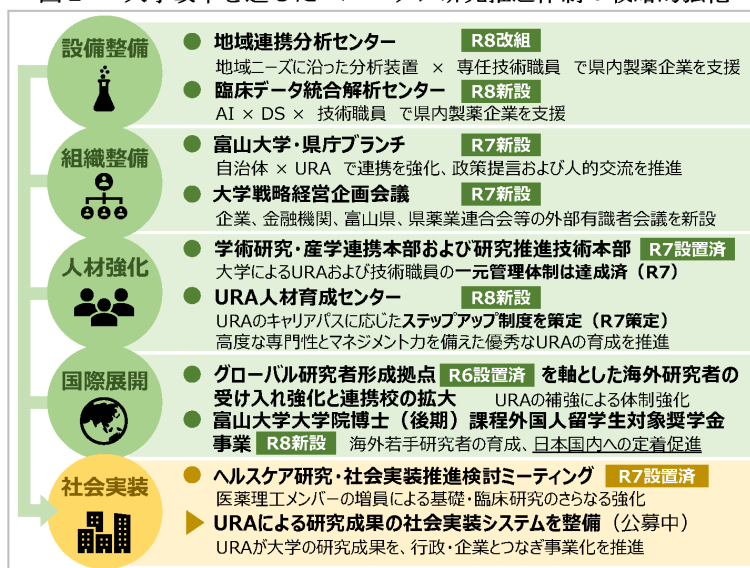 設備整備
● 地域連携分析センター R8改組
地域ニーズに沿った分析装置 × 専任技術職員 で県内製薬企業を支援
● 臨床データ統合解析センター R8新設
AI × DS × 技術職員 で県内製薬企業を支援
組織整備
● 富山大学・県庁ブランチ R7新設
自治体 × URA で連携を強化、政策提言および人的交流を推進
● 大学戦略経営企画会議 R7新設
企業、金融機関、富山県、県薬業連合会等の外部有識者会議を新設
人材強化
● 学術研究・産学連携本部および研究推進技術本部 R7設置済
大学によるURAおよび技術職員の一元管理体制は達成済（R7）
● URA人材育成センター R8新設
URAのキャリアパスに応じたステップアップ制度を策定（R7策定）
高度な専門性とマネジメント力を備えた優秀なURAの育成を推進
国際展開
● グローバル研究者形成拠点 R6設置済 を軸とした海外研究者の
受け入れ強化と連携校の拡大 URAの補強による体制強化
● 富山大学大学院博士（後期）課程外国人留学生対象奨学金
事業 R8新設 海外若手研究者の育成、日本国内への定着促進
社会実装
● ヘルスケア研究・社会実装推進検討ミーティング R7設置済
医薬理工メンバーの増員による基礎・臨床研究のさらなる強化
▶ URAによる研究成果の社会実装システムを整備（公募中）
URAが大学の研究成果を、行政・企業とつなぎ事業化を推進